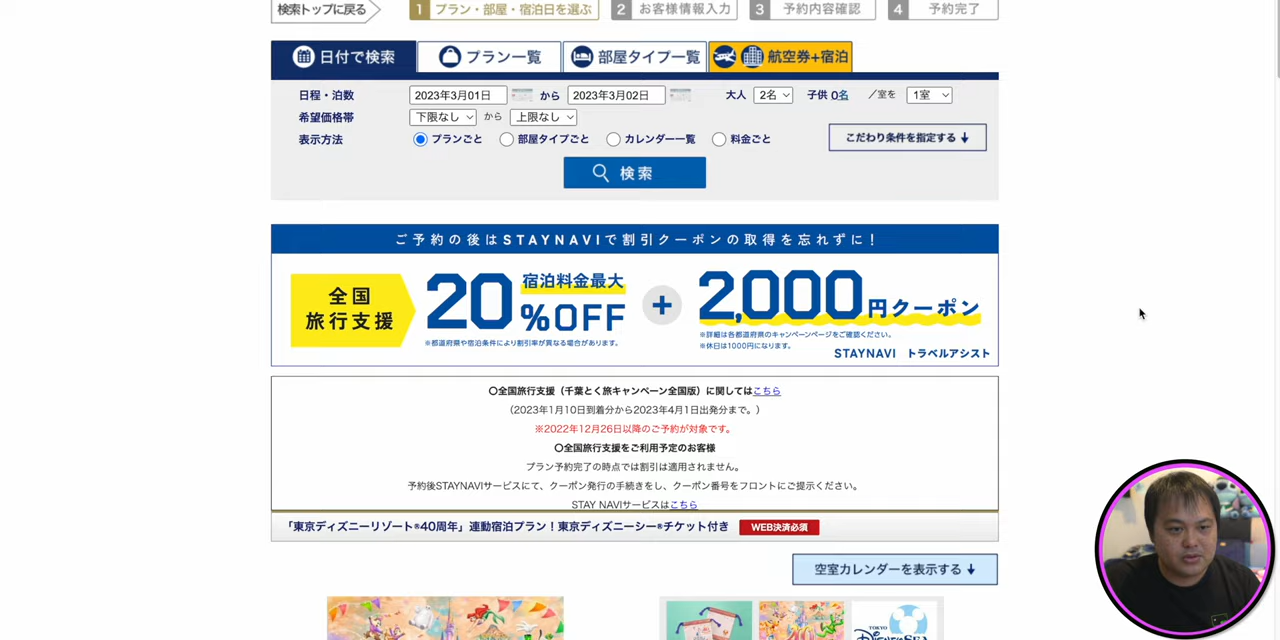 検索トップに戻る
1 プラン・部屋・宿泊日を選ぶ 2 お客様情報入力 3 予約内容確認 4 予約完了
日付で検索 プラン一覧 部屋タイプ一覧 航空券+宿泊
日程・泊数 2023年3月01日 から 2023年3月02日 大人 2名 子供 0名 /室を 1室
希望価格帯 下限なし から 上限なし
表示方法 プランごと 部屋タイプごと カレンダー一覧 料金ごと こだわり条件を指定する ↓
検索
ご予約の後はSTAYNAVIで割引クーポンの取得を忘れずに!
全国
旅行支援
20%OFF
宿泊料金最大
※都道府県や宿泊条件により割引率が異なる場合があります。
+
2,000円クーポン
※詳細は各都道府県のキャンペーンページをご確認ください。
※休日は1000円になります。
STAYNAVI トラベルアシスト
〇全国旅行支援(千葉とく旅キャンペーン全国版)に関してはこちら
(2023年1月10日到着分から2023年4月1日出発分まで。)
※2022年12月26日以降のご予約が対象です。
〇全国旅行支援をご利用予定のお客様
プラン予約完了の時点では割引は適用されません。
予約後STAYNAVIサービスにて、クーポン発行の手続きをし、クーポン番号をフロントにご提示ください。
STAY NAVIサービスはこちら
「東京ディズニーリゾート®40周年」連動宿泊プラン!東京ディズニーシー®チケット付き WEB決済必須
空室カレンダーを表示する ↓
TOKYO
DISNEYSEA